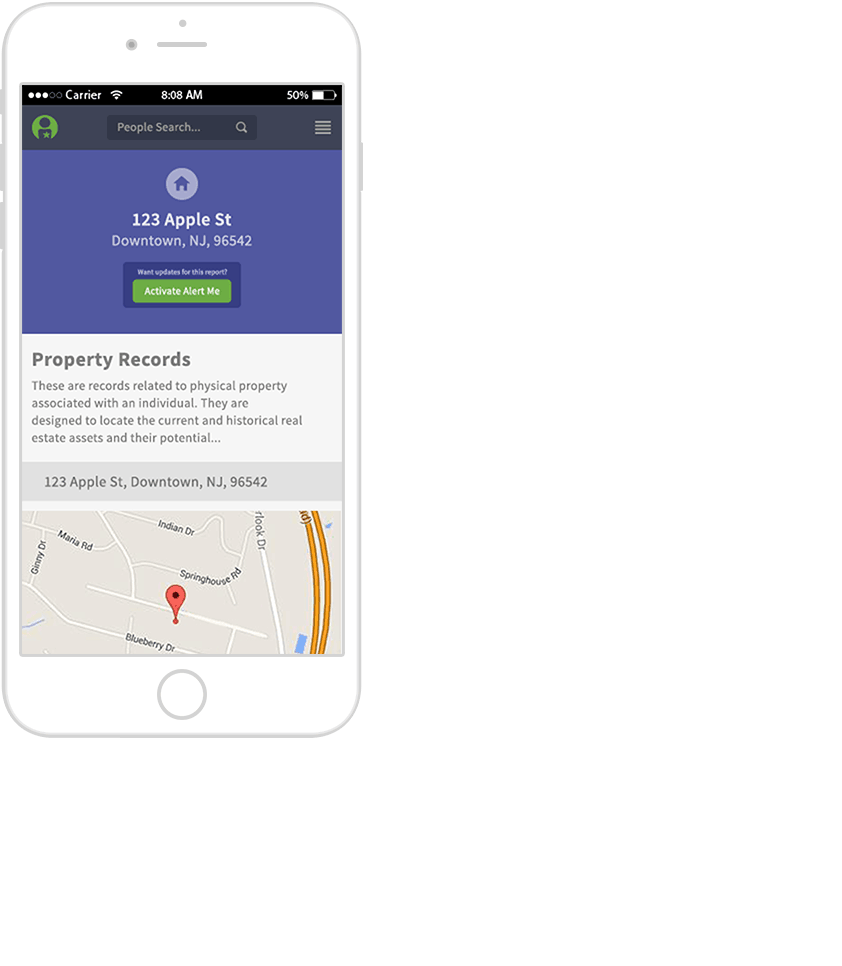 Carrier 8:08 AM 50%
People Search...
123 Apple St
Downtown, NJ, 96542
Want updates for this report?
Activate Alert Me
Property Records
These are records related to physical property
associated with an individual. They are
designed to locate the current and historical real
estate assets and their potential...
123 Apple St, Downtown, NJ, 96542
Indian Dr
Maria Rd
Ginny Dr
Springhouse Rd
Blueberry Dr